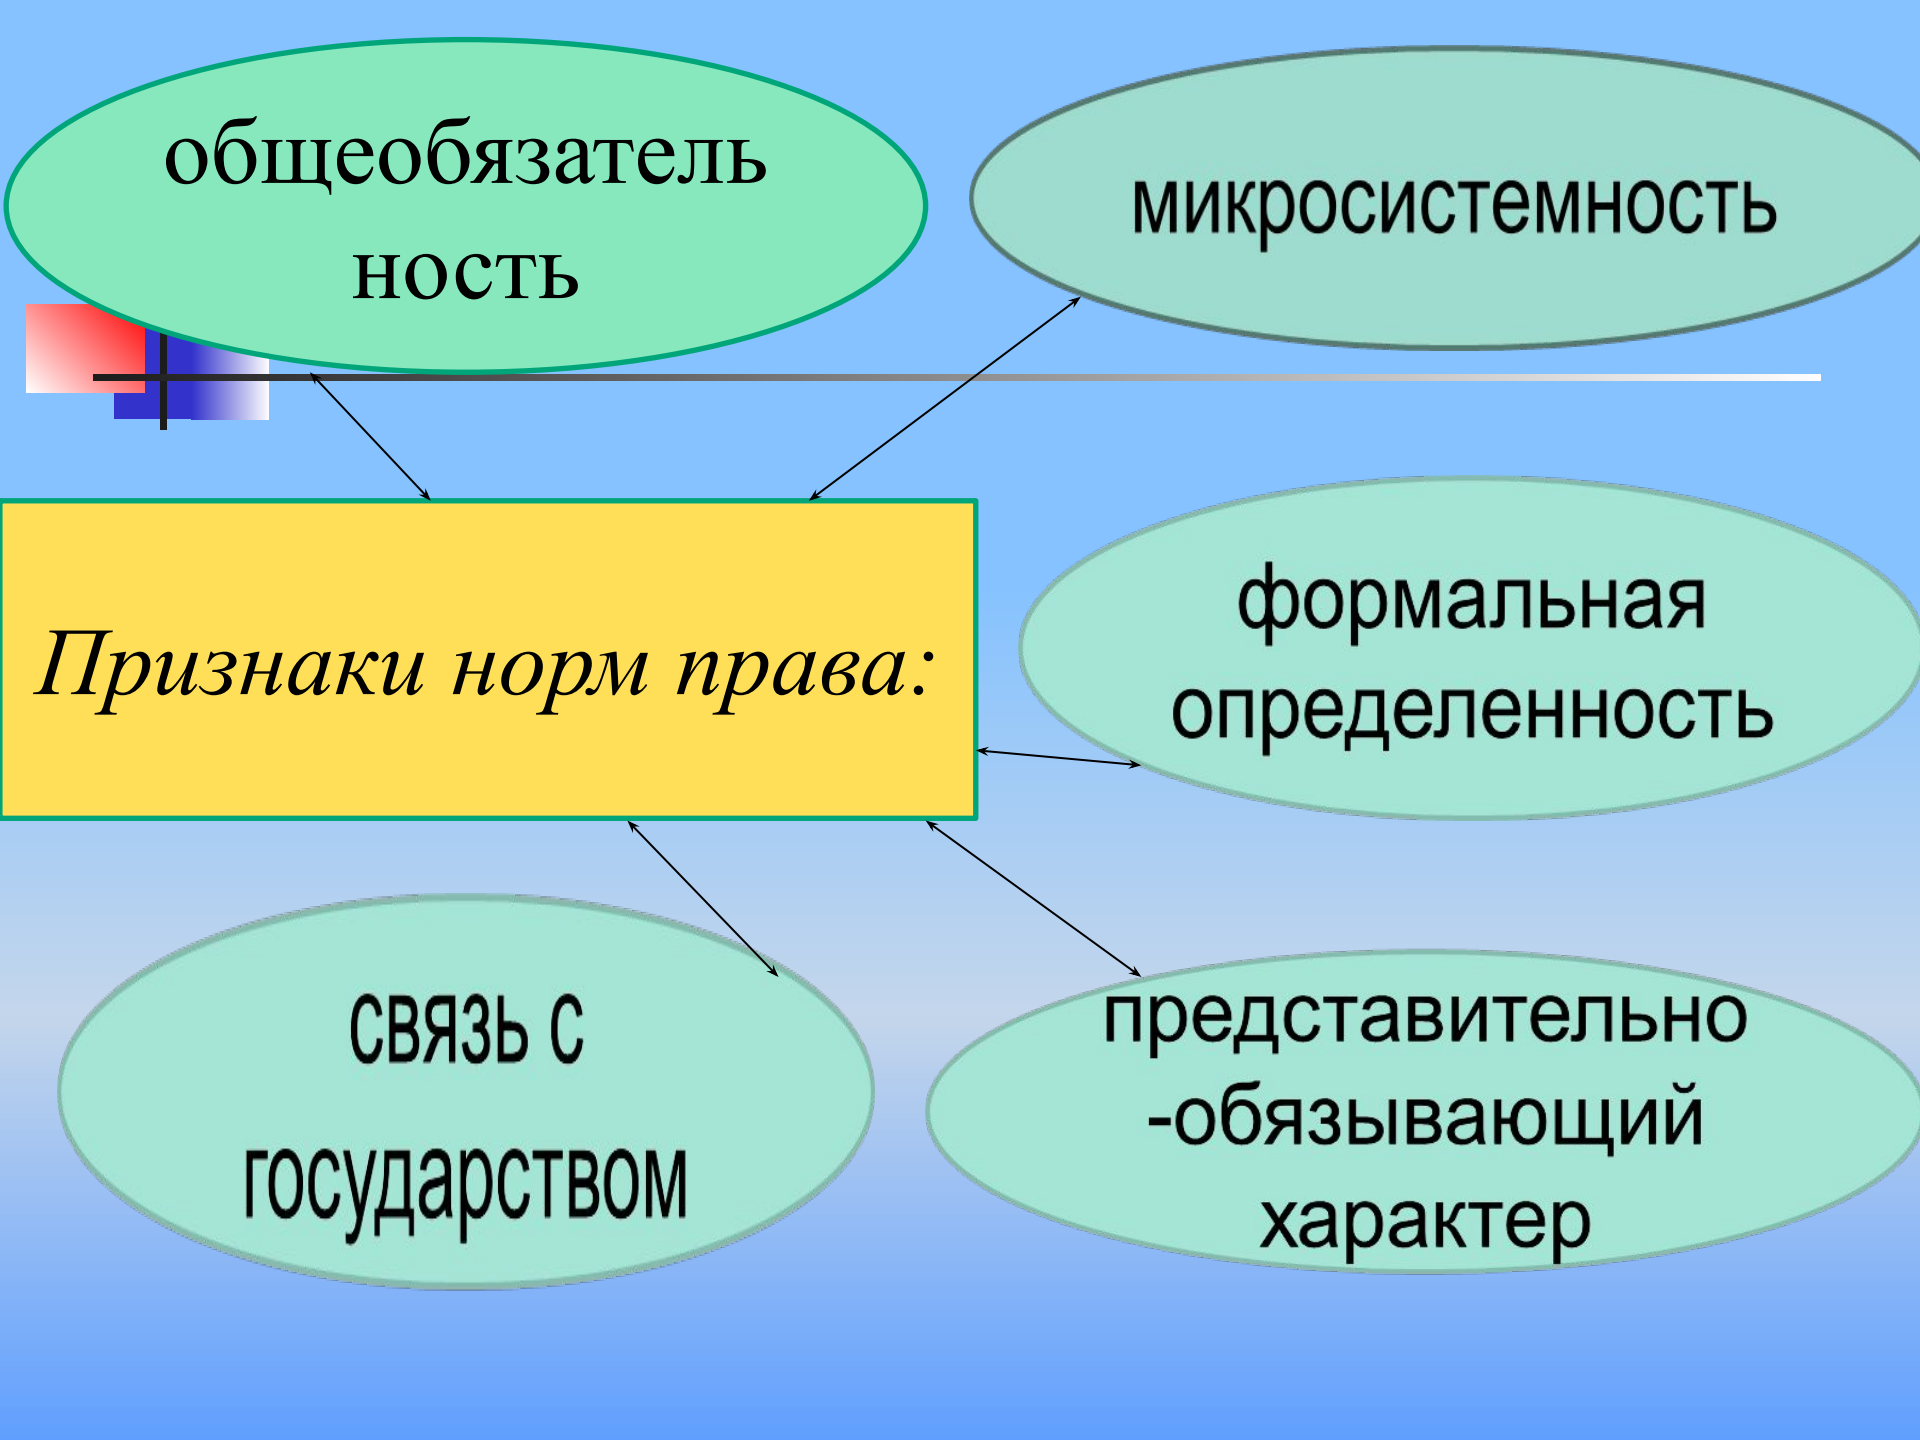 общеобязатель
ность
микросистемность
Признаки норм права:
формальная
определенность
связь с
государством
представительно
-обязывающий
характер